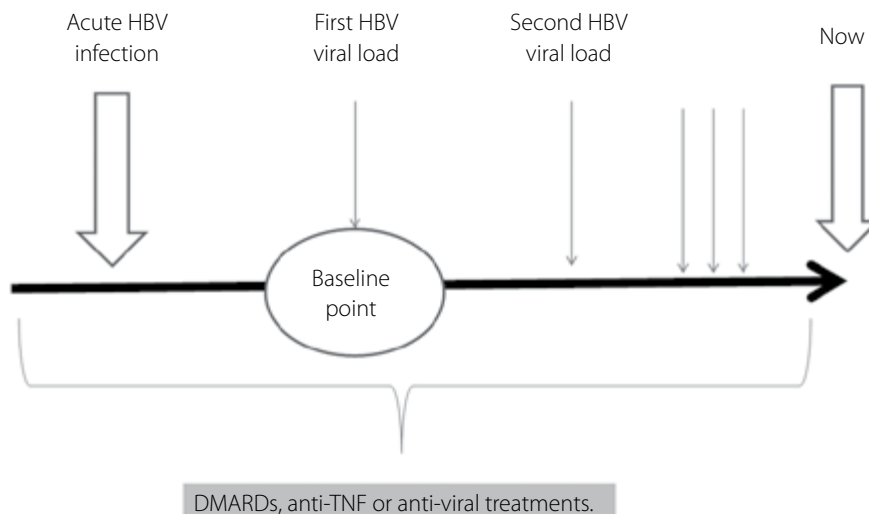 Acute HBV
infection
First HBV
viral load
Second HBV
viral load
Now
Baseline
point
DMARDs, anti-TNF or anti-viral treatments.